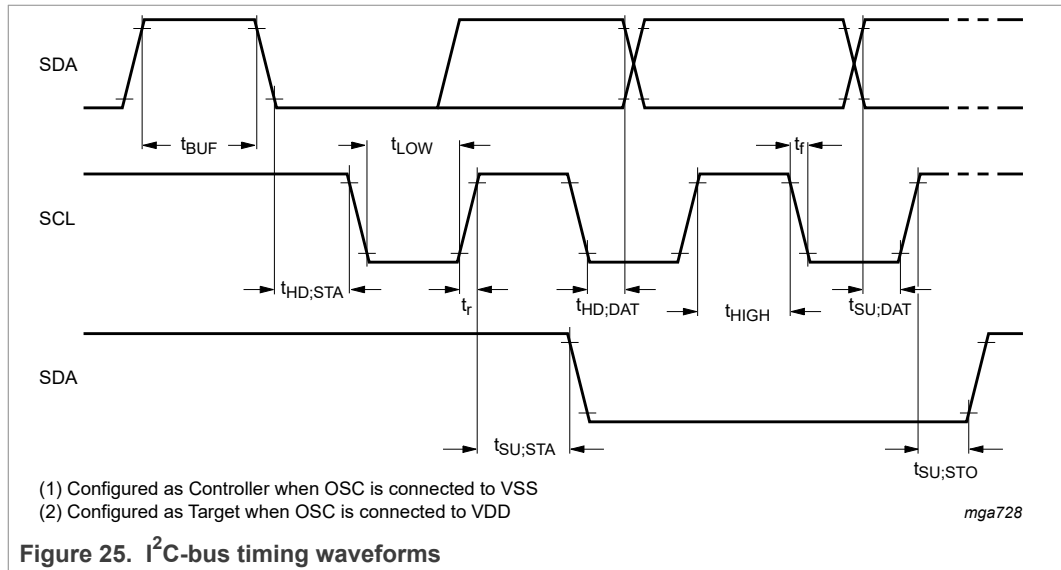 SDA
tBUF
tLOW
tf
SCL
tHD;STA
tr
tHD;DAT
tHIGH
tSU;DAT
SDA
tSU;STA
tSU;STO
(1) Configured as Controller when OSC is connected to VSS
(2) Configured as Target when OSC is connected to VDD
mga728
Figure 25. I²C-bus timing waveforms